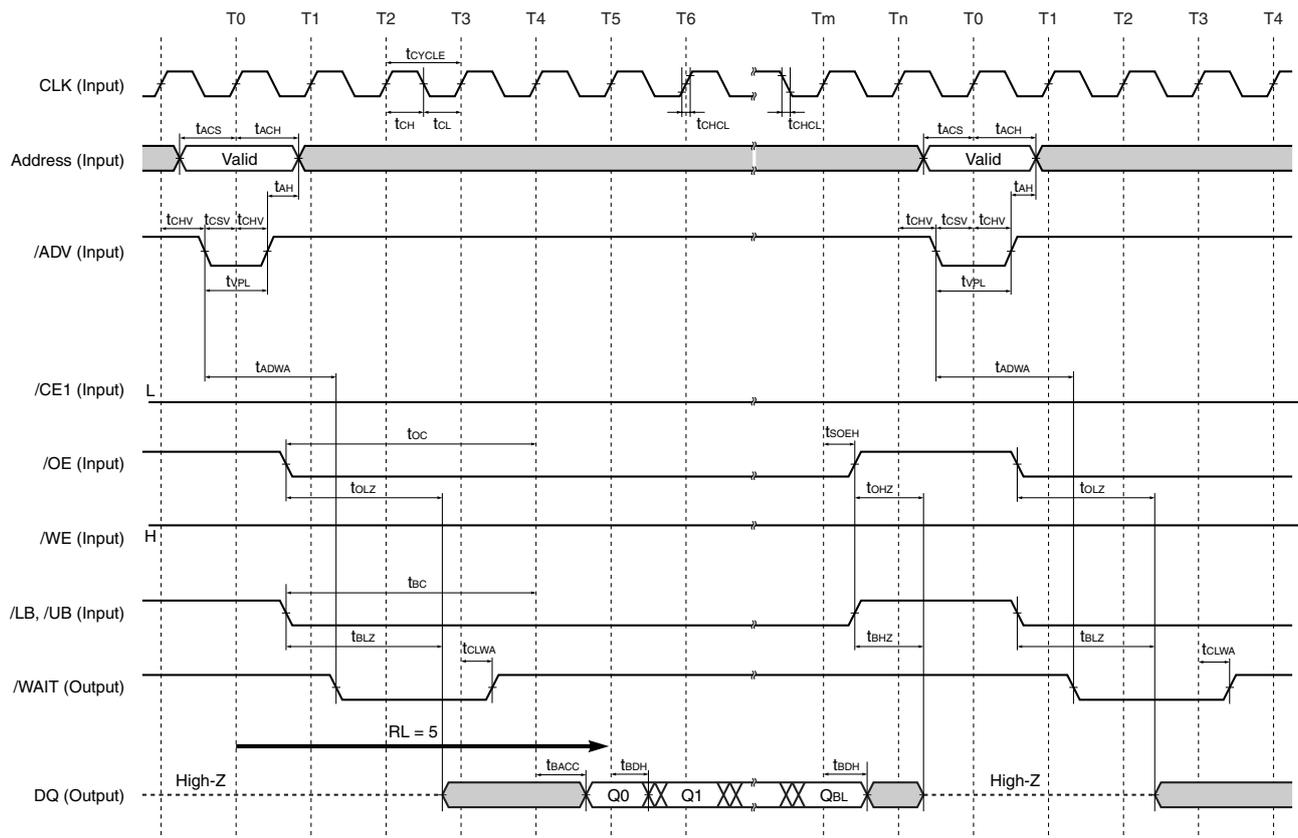 T0 T1 T2 T3 T4 T5 T6 Tm Tn T0 T1 T2 T3 T4
tCYCLE
CLK (Input)
tCH tCL tCHCL tCHCL
tACS tACH tACS tACH
Address (Input) Valid Valid
tAH tAH
tCHV tCSV tCHV tCHV tCSV tCHV
/ADV (Input)
tVPL tVPL
tADWA tADWA
/CE1 (Input) L
tOC tSOEH
/OE (Input)
tOLZ tOHZ tOLZ
/WE (Input) H
tBC
/LB, /UB (Input)
tBLZ tBHZ tBLZ
tCLWA tCLWA
/WAIT (Output)
RL = 5
High-Z tBACC tBDH tBDH High-Z
DQ (Output) Q0 Q1 QBL